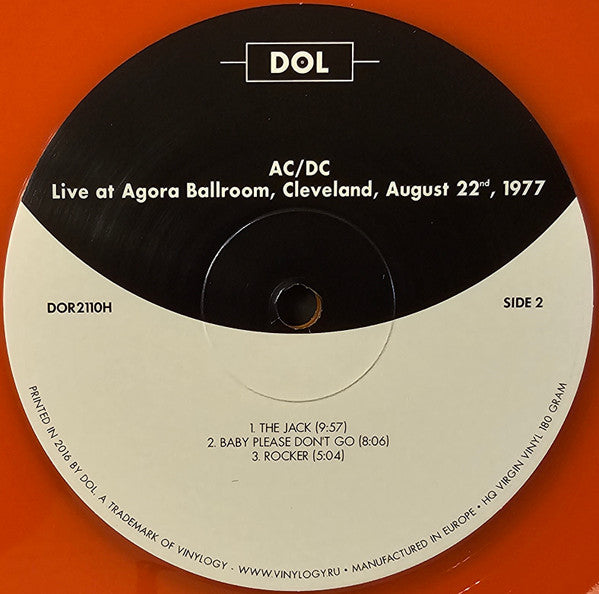 DOL
AC/DC
Live at Agora Ballroom, Cleveland, August 22nd, 1977
DOR2110H
SIDE 2
1. THE JACK (9:57)
2. BABY PLEASE DON'T GO (8:06)
3. ROCKER (5:04)
PRINTED IN 2016 BY DOL, A TRADEMARK OF VINYLOGY - WWW.VINYLOGY.RU • MANUFACTURED IN EUROPE • HQ VIRGIN VINYL 180 GRAM